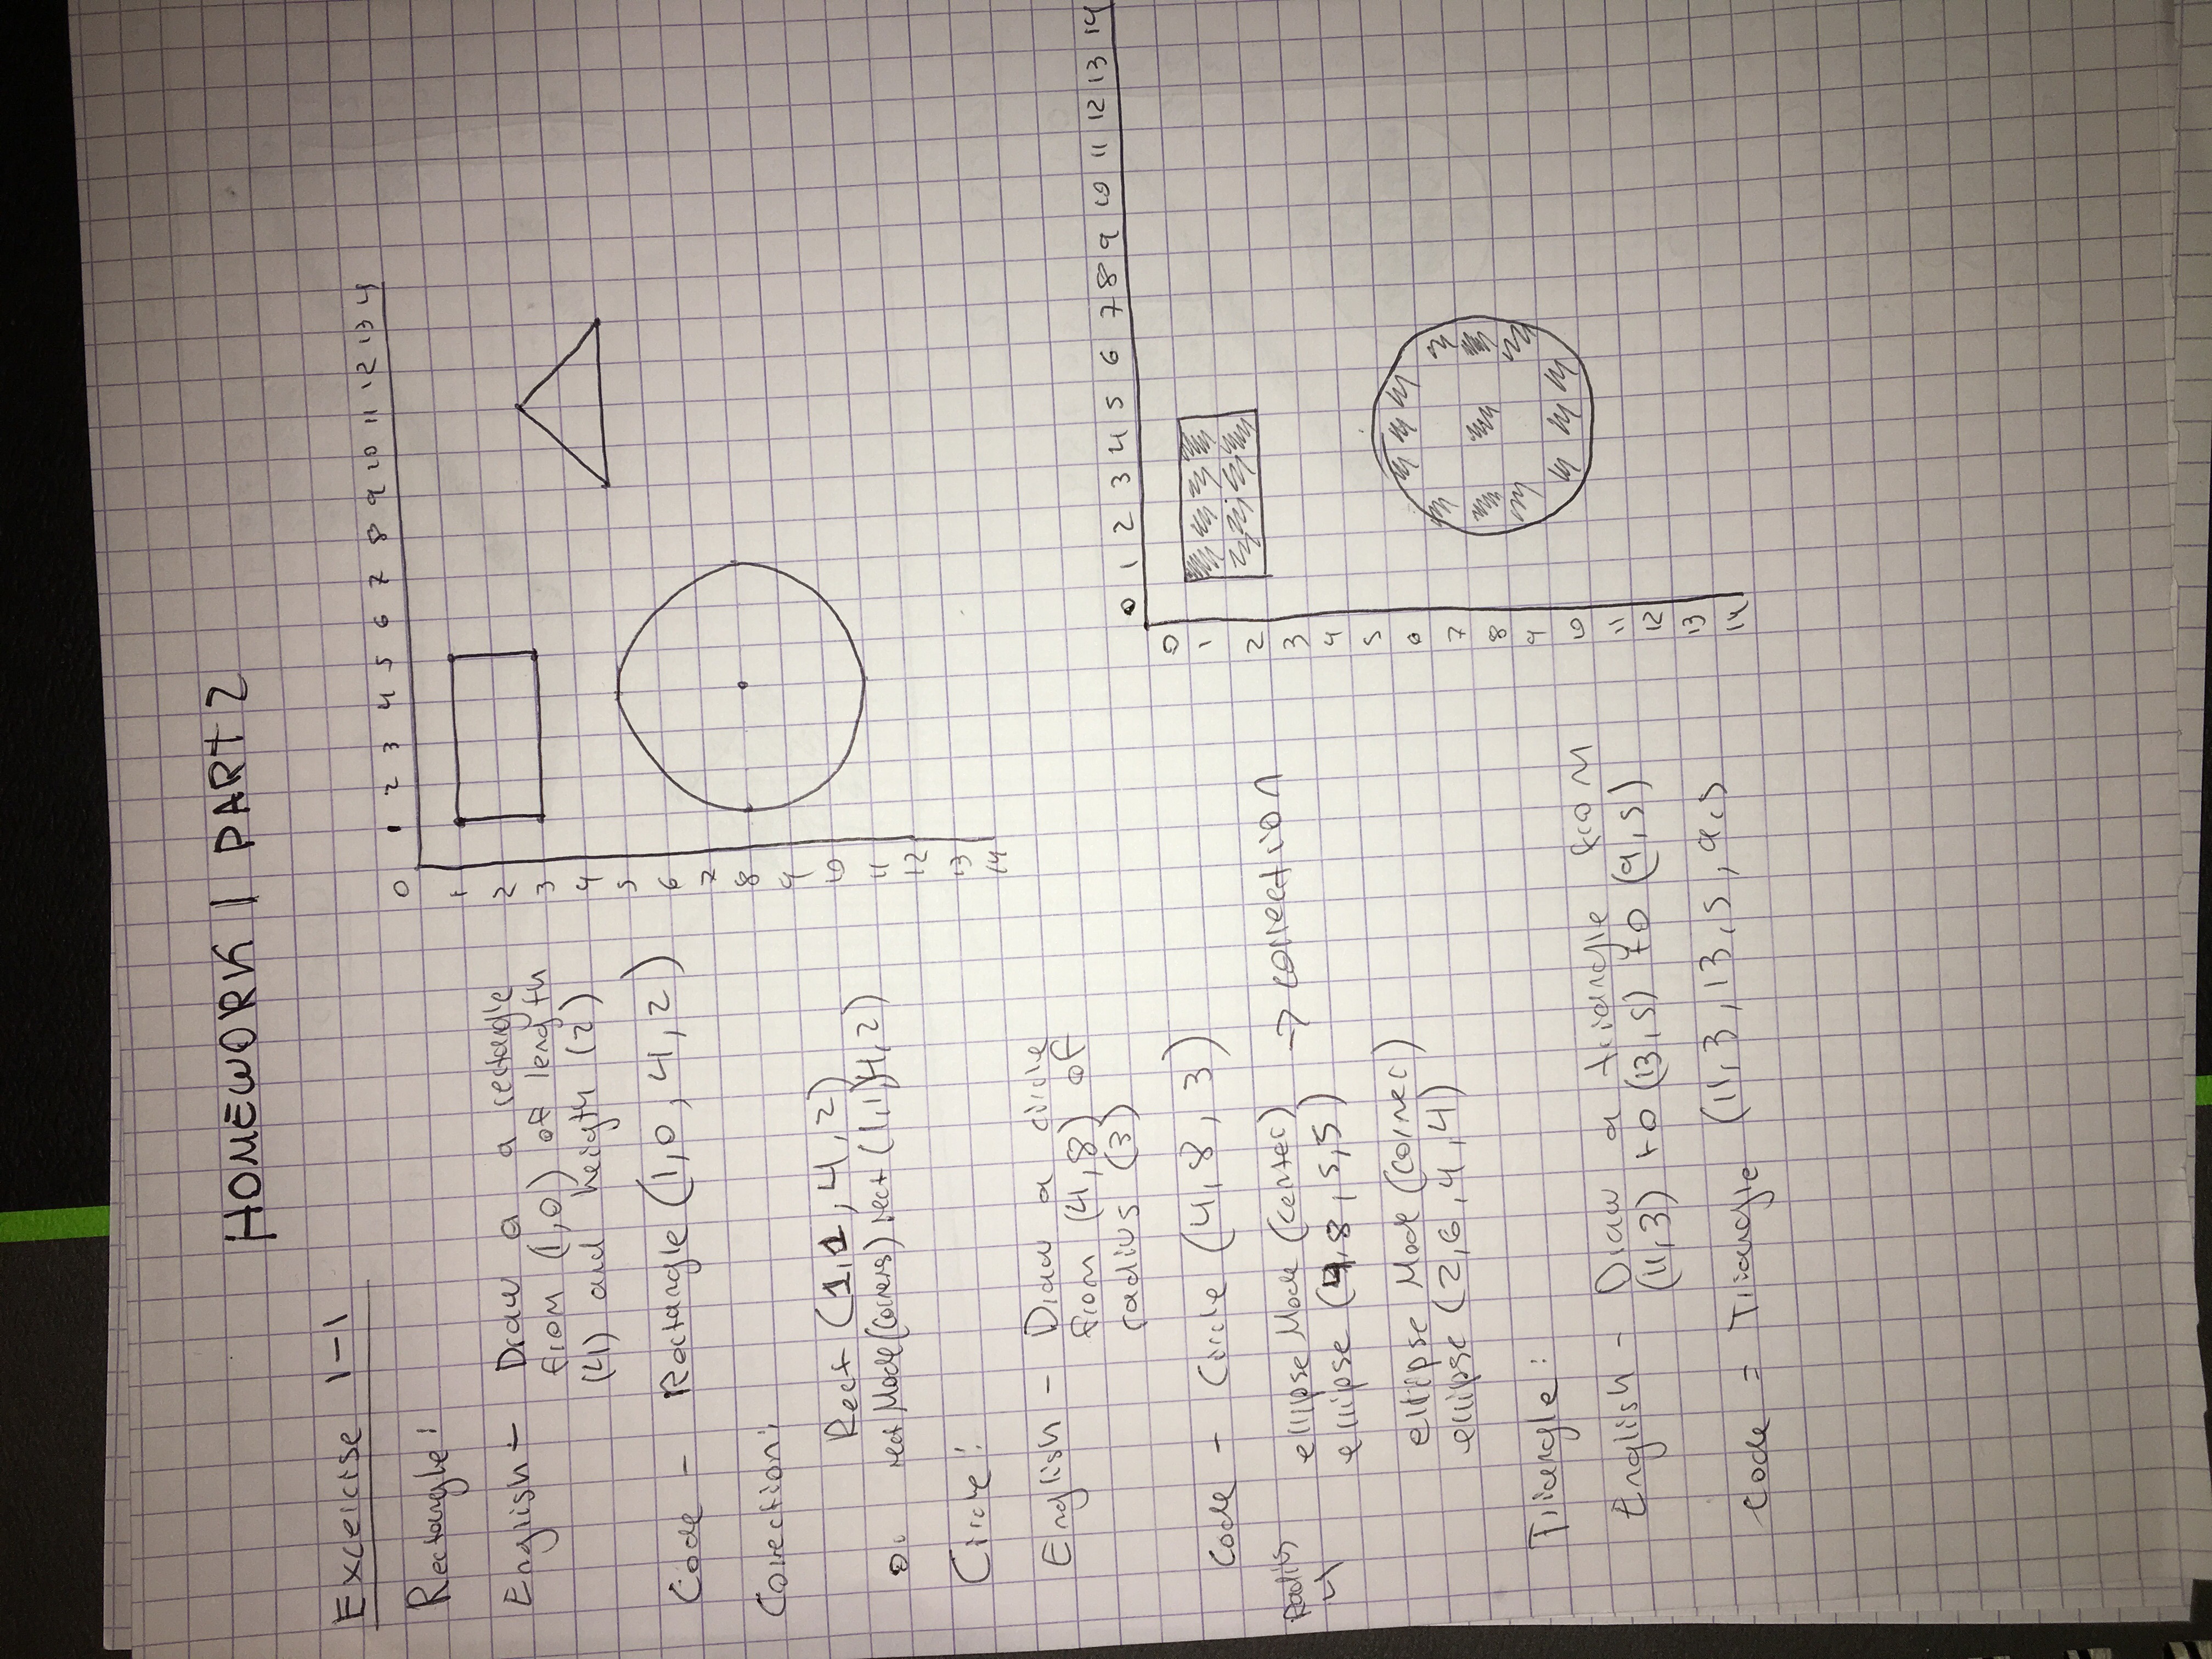 HOMEWORK 1 PART 2
Excercise 1-1
Rectangle:
English - Draw a rectangle
from (1,0) of length
(4) and height (2)
Code - Rectangle (1,0,4,2)
Correction:
Rect (1,1,4,2)
or rectMode(Corners) rect (1,1,4,2)
Circle:
English - Draw a circle
from (4,8) of
radius (3)
Code - Circle (4,8,3)
Radius
4
ellipse Mode (center) → correction
ellipse (4,8,5,5)
ellipse Mode (corner)
ellipse (2,6,4,4)
Triangle:
English - Draw a triangle from
(11,3) to (13,5) to (9,5)
Code = Triangle (11,3,13,5,9,5
0 1 2 3 4 5 6 7 8 9 10 11 12 13 14
1
2
3
4
5
6
7
8
9
10
11
12
13
14
0 1 2 3 4 5 6 7 8 9 10 11 12 13 14
0
1
2
3
4
5
6
7
8
9
10
11
12
13
14